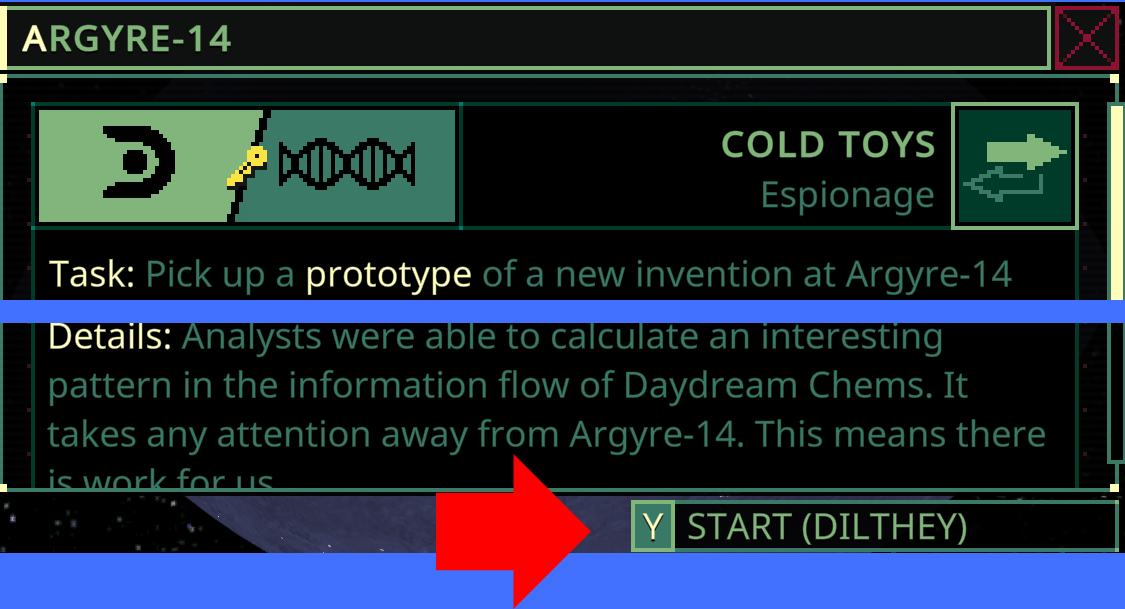 ARGYRE-14
COLD TOYS
Espionage
Task: Pick up a prototype of a new invention at Argyre-14
Details: Analysts were able to calculate an interesting
pattern in the information flow of Daydream Chems. It
takes any attention away from Argyre-14. This means there
is work for us
Y START (DILTHEY)